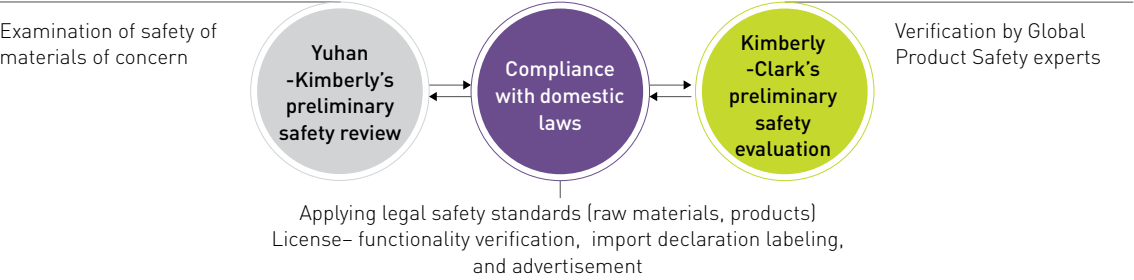 Examination of safety of
materials of concern
Yuhan
-Kimberly's
preliminary
safety review
Compliance
with domestic
laws
Kimberly
-Clark's
preliminary
safety
evaluation
Verification by Global
Product Safety experts
Applying legal safety standards (raw materials, products)
License– functionality verification,  import declaration labeling,
and advertisement